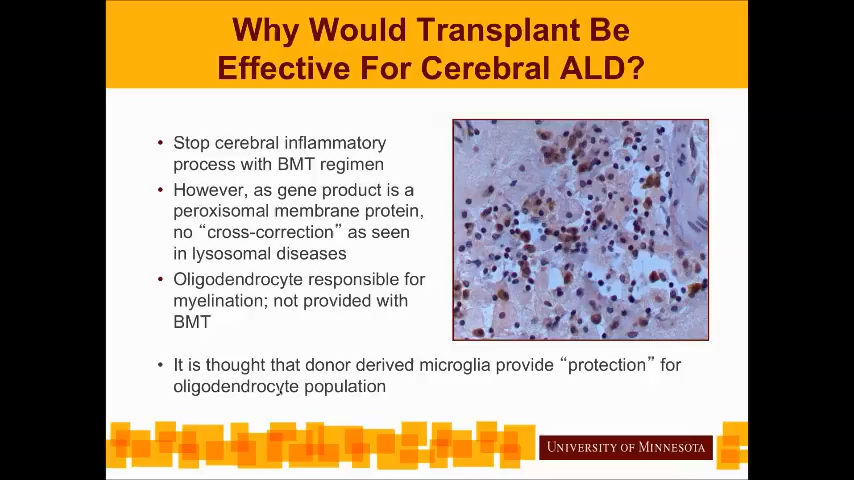 Why Would Transplant Be
Effective For Cerebral ALD?
• Stop cerebral inflammatory
process with BMT regimen
• However, as gene product is a
peroxisomal membrane protein,
no “cross-correction” as seen
in lysosomal diseases
• Oligodendrocyte responsible for
myelination; not provided with
BMT
• It is thought that donor derived microglia provide “protection” for
oligodendrocyte population
UNIVERSITY OF MINNESOTA